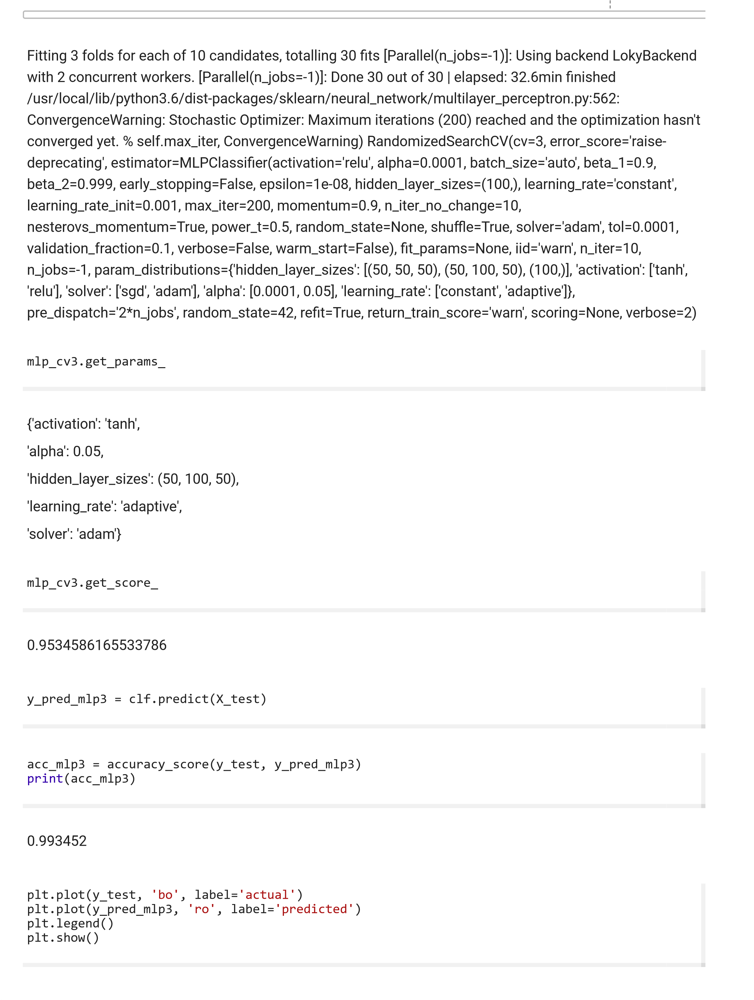 Fitting 3 folds for each of 10 candidates, totalling 30 fits [Parallel(n_jobs=-1)]: Using backend LokyBackend
with 2 concurrent workers. [Parallel(n_jobs=-1)]: Done 30 out of 30 | elapsed: 32.6min finished
/usr/local/lib/python3.6/dist-packages/sklearn/neural_network/multilayer_perceptron.py:562:
ConvergenceWarning: Stochastic Optimizer: Maximum iterations (200) reached and the optimization hasn't
converged yet. % self.max_iter, ConvergenceWarning) RandomizedSearchCV(cv=3, error_score='raise-
deprecating', estimator=MLPClassifier(activation='relu', alpha=0.0001, batch_size='auto', beta_1=0.9,
beta_2=0.999, early_stopping=False, epsilon=1e-08, hidden_layer_sizes=(100,), learning_rate='constant',
learning_rate_init=0.001, max_iter=200, momentum=0.9, n_iter_no_change=10,
nesterovs_momentum=True, power_t=0.5, random_state=None, shuffle=True, solver='adam', tol=0.0001,
validation_fraction=0.1, verbose=False, warm_start=False), fit_params=None, iid='warn', n_iter=10,
n_jobs=-1, param_distributions={'hidden_layer_sizes': [(50, 50, 50), (50, 100, 50), (100,)], 'activation': ['tanh',
'relu'], 'solver': ['sgd', 'adam'], 'alpha': [0.0001, 0.05], 'learning_rate': ['constant', 'adaptive']},
pre_dispatch='2*n_jobs', random_state=42, refit=True, return_train_score='warn', scoring=None, verbose=2)
mlp_cv3.get_params_
{'activation': 'tanh',
'alpha': 0.05,
'hidden_layer_sizes': (50, 100, 50),
'learning_rate': 'adaptive',
'solver': 'adam'}
mlp_cv3.get_score_
0.9534586165533786
y_pred_mlp3 = clf.predict(X_test)
acc_mlp3 = accuracy_score(y_test, y_pred_mlp3)
print(acc_mlp3)
0.993452
plt.plot(y_test, 'bo', label='actual')
plt.plot(y_pred_mlp3, 'ro', label='predicted')
plt.legend()
plt.show()